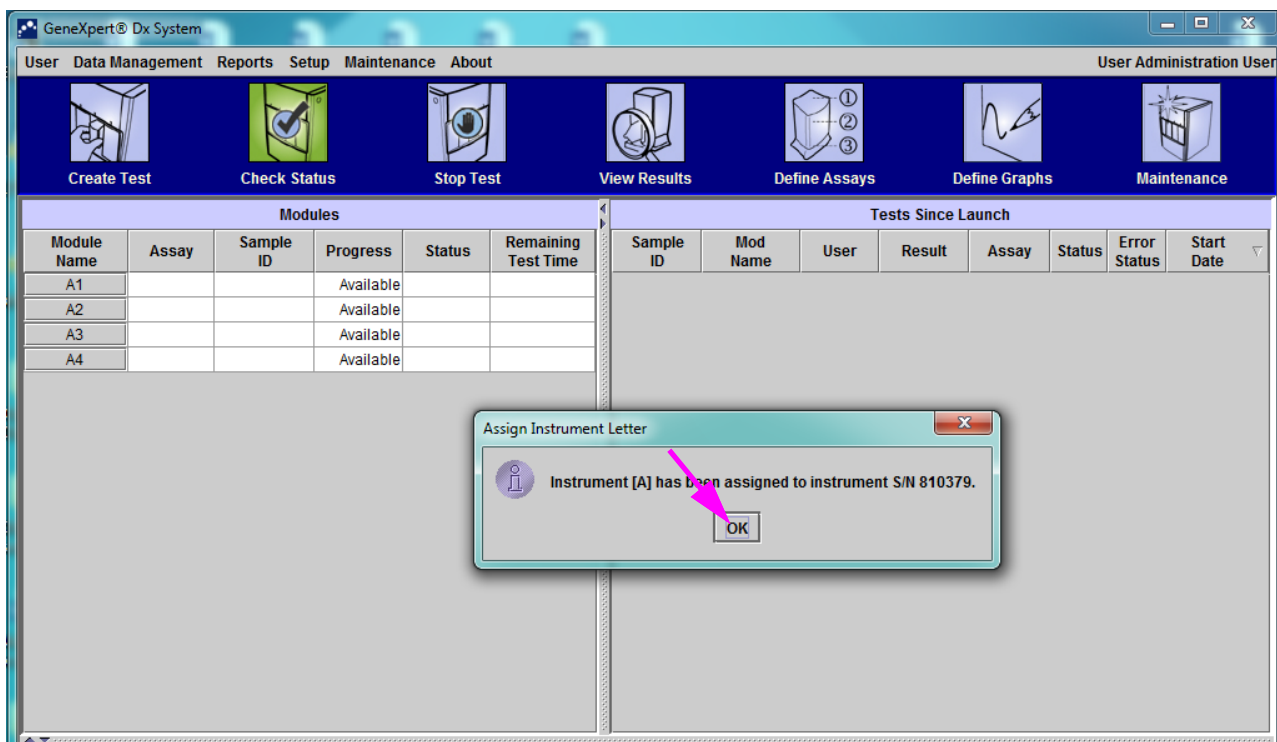 GeneXpert® Dx System
User Data Management Reports Setup Maintenance About User Administration User
Create Test Check Status Stop Test View Results Define Assays Define Graphs Maintenance
① ② ③
Modules Tests Since Launch
Module Name Assay Sample ID Progress Status Remaining Test Time Sample ID Mod Name User Result Assay Status Error Status Start Date
A1 Available
A2 Available
A3 Available
A4 Available
Assign Instrument Letter
Instrument [A] has been assigned to instrument S/N 810379.
OK